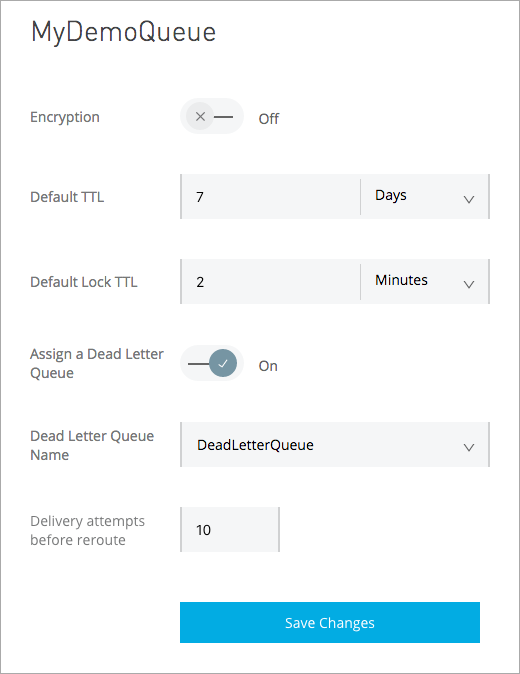 MyDemoQueue
Encryption
Off
Default TTL
7
Days
Default Lock TTL
2
Minutes
Assign a Dead Letter
Queue
On
Dead Letter Queue
Name
DeadLetterQueue
Delivery attempts
before reroute
10
Save Changes